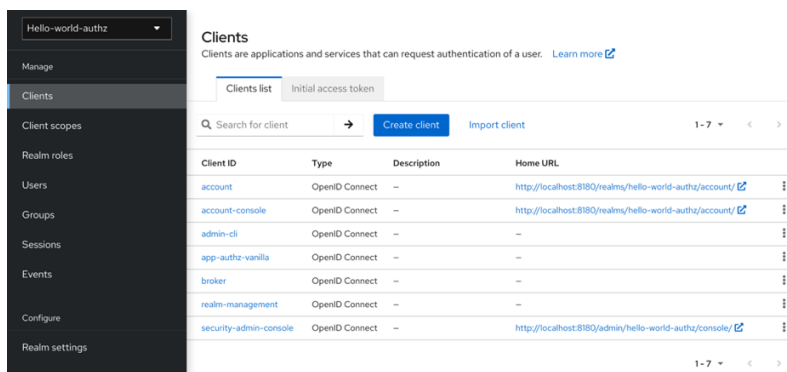 Hello-world-authz
Manage
Clients
Client scopes
Realm roles
Users
Groups
Sessions
Events
Configure
Realm settings
Clients
Clients are applications and services that can request authentication of a user. Learn more
Clients list Initial access token
Search for client Create client Import client 1-7
Client ID Type Description Home URL
account OpenID Connect – http://localhost:8180/realms/hello-world-authz/account/
account-console OpenID Connect – http://localhost:8180/realms/hello-world-authz/account/
admin-cli OpenID Connect – –
app-authz-vanilla OpenID Connect – –
broker OpenID Connect – –
realm-management OpenID Connect – –
security-admin-console OpenID Connect – http://localhost:8180/admin/hello-world-authz/console/
1-7